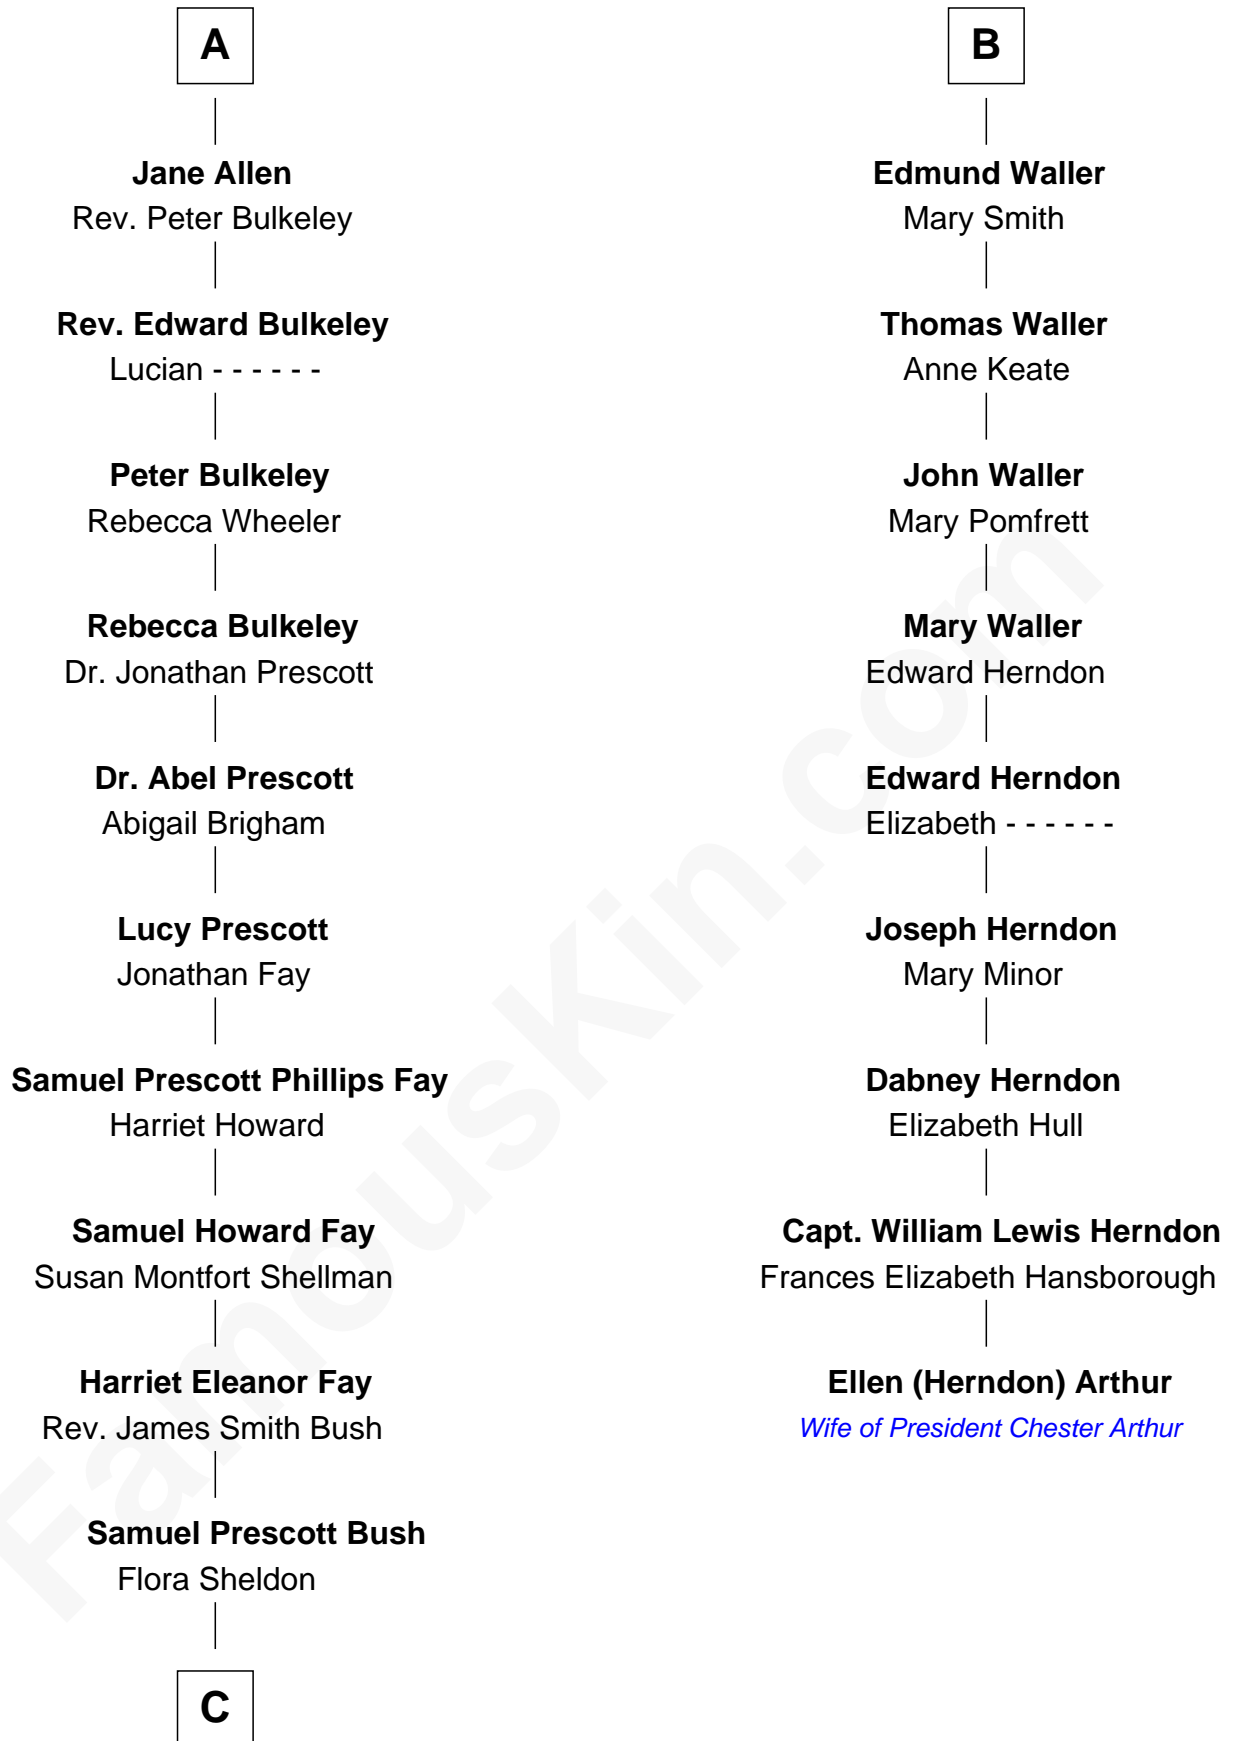 A
Jane Allen
Rev. Peter Bulkeley
Rev. Edward Bulkeley
Lucian - - - - - -
Peter Bulkeley
Rebecca Wheeler
Rebecca Bulkeley
Dr. Jonathan Prescott
Dr. Abel Prescott
Abigail Brigham
Lucy Prescott
Jonathan Fay
Samuel Prescott Phillips Fay
Harriet Howard
Samuel Howard Fay
Susan Montfort Shellman
Harriet Eleanor Fay
Rev. James Smith Bush
Samuel Prescott Bush
Flora Sheldon
C
B
Edmund Waller
Mary Smith
Thomas Waller
Anne Keate
John Waller
Mary Pomfrett
Mary Waller
Edward Herndon
Edward Herndon
Elizabeth - - - - - -
Joseph Herndon
Mary Minor
Dabney Herndon
Elizabeth Hull
Capt. William Lewis Herndon
Frances Elizabeth Hansborough
Ellen (Herndon) Arthur
Wife of President Chester Arthur
FamousKin.com